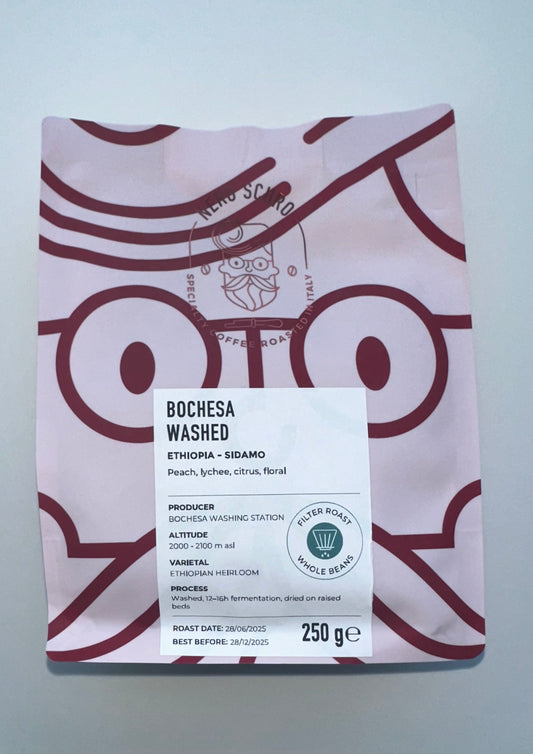 NERO SCURO
SPECIALTY COFFEE ROASTED IN ITALY
BOCHESA
WASHED
ETHIOPIA - SIDAMO
Peach, lychee, citrus, floral
PRODUCER
BOCHESA WASHING STATION
ALTITUDE
2000 - 2100 m asl
VARIETAL
ETHIOPIAN HEIRLOOM
PROCESS
Washed, 12-16h fermentation, dried on raised
beds
FILTER ROAST
WHOLE BEANS
ROAST DATE: 28/06/2025
BEST BEFORE: 28/12/2025
250 g℮